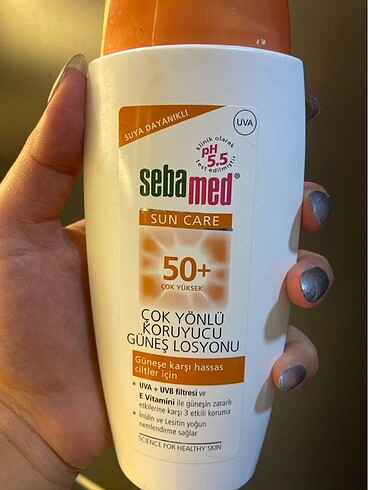 SUYA DAYANIKLI
UVA
klinik olarak
pH 5.5
test edilmiştir
sebamed®
SUN CARE
50+
ÇOK YÜKSEK
ÇOK YÖNLÜ
KORUYUCU
GÜNEŞ LOSYONU
Güneşe karşı hassas
ciltler için
• UVA + UVB filtresi ve
E Vitamini ile güneşin zararlı
etkilerine karşı 3 etkili koruma
• İnülin ve Lesitin yoğun
nemlendirme sağlar
SCIENCE FOR HEALTHY SKIN